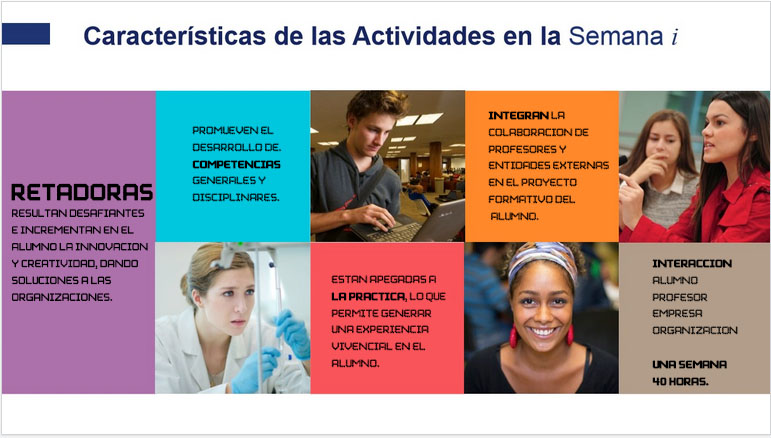 Características de las Actividades en la Semana i
RETADORAS
RESULTAN DESAFIANTES
E INCREMENTAN EN EL
ALUMNO LA INNOVACION
Y CREATIVIDAD, DANDO
SOLUCIONES A LAS
ORGANIZACIONES.
PROMUEVEN EL
DESARROLLO DE.
COMPETENCIAS
GENERALES Y
DISCIPLINARES.
INTEGRAN LA
COLABORACION DE
PROFESORES Y
ENTIDADES EXTERNAS
EN EL PROYECTO
FORMATIVO DEL
ALUMNO.
ESTAN APEGADAS A
LA PRACTICA, LO QUE
PERMITE GENERAR
UNA EXPERIENCIA
VIVENCIAL EN EL
ALUMNO.
INTERACCION
ALUMNO
PROFESOR
EMPRESA
ORGANIZACION
UNA SEMANA
40 HORAS.